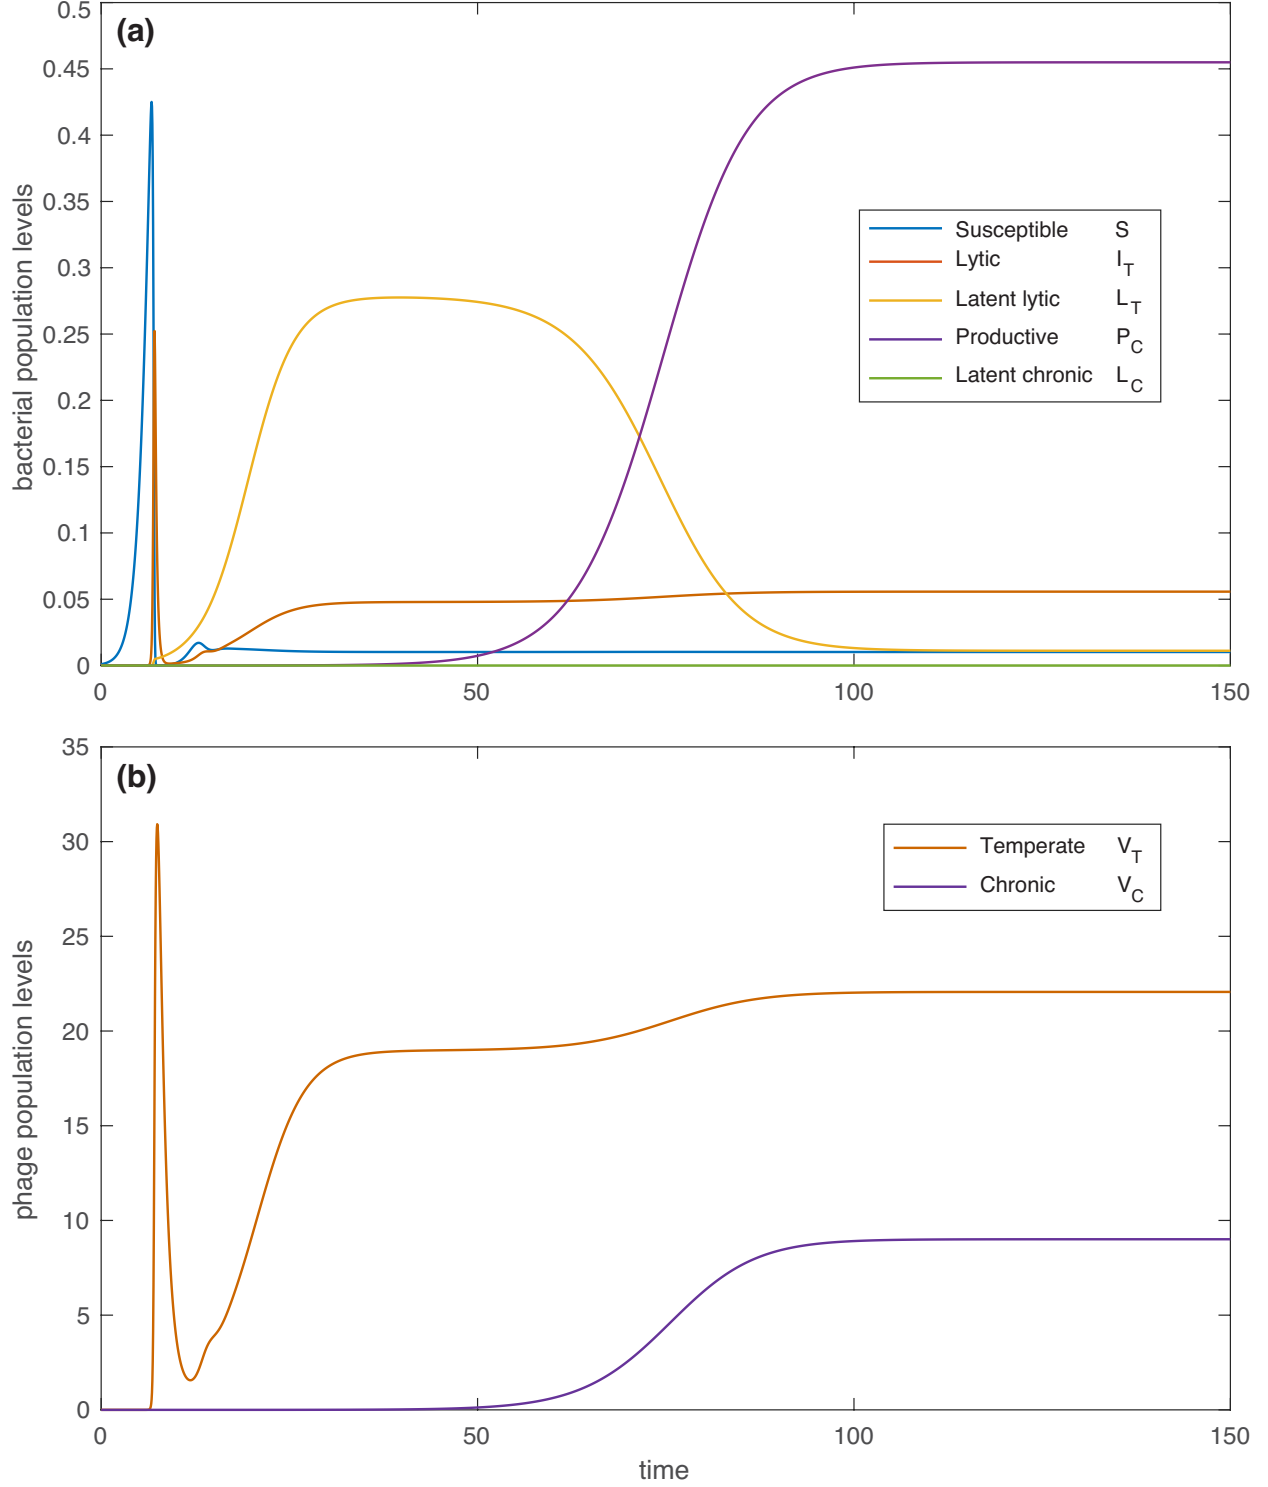 (a)
0.5
0.45
0.4
0.35
0.3
0.25
0.2
0.15
0.1
0.05
0
bacterial population levels
Susceptible S
Lytic I_T
Latent lytic L_T
Productive P_C
Latent chronic L_C
0 50 100 150
(b)
35
30
25
20
15
10
5
0
phage population levels
Temperate V_T
Chronic V_C
0 50 100 150
time